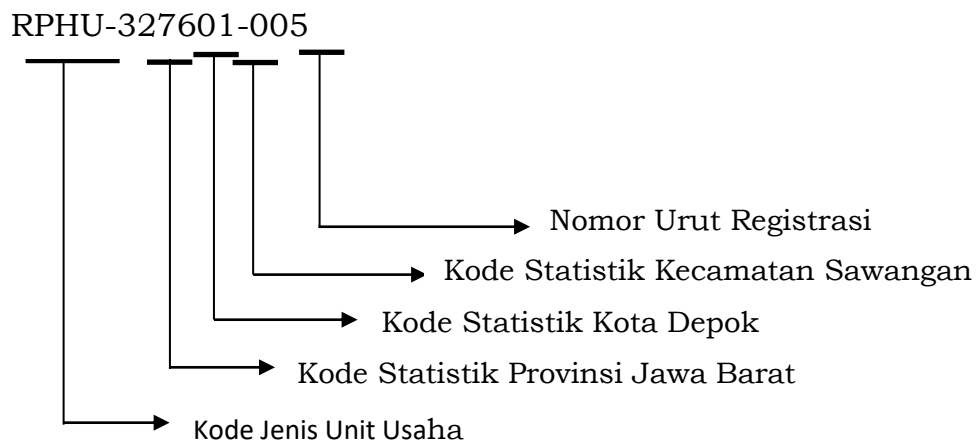 RPHU-327601-005
Nomor Urut Registrasi
Kode Statistik Kecamatan Sawangan
Kode Statistik Kota Depok
Kode Statistik Provinsi Jawa Barat
Kode Jenis Unit Usaha